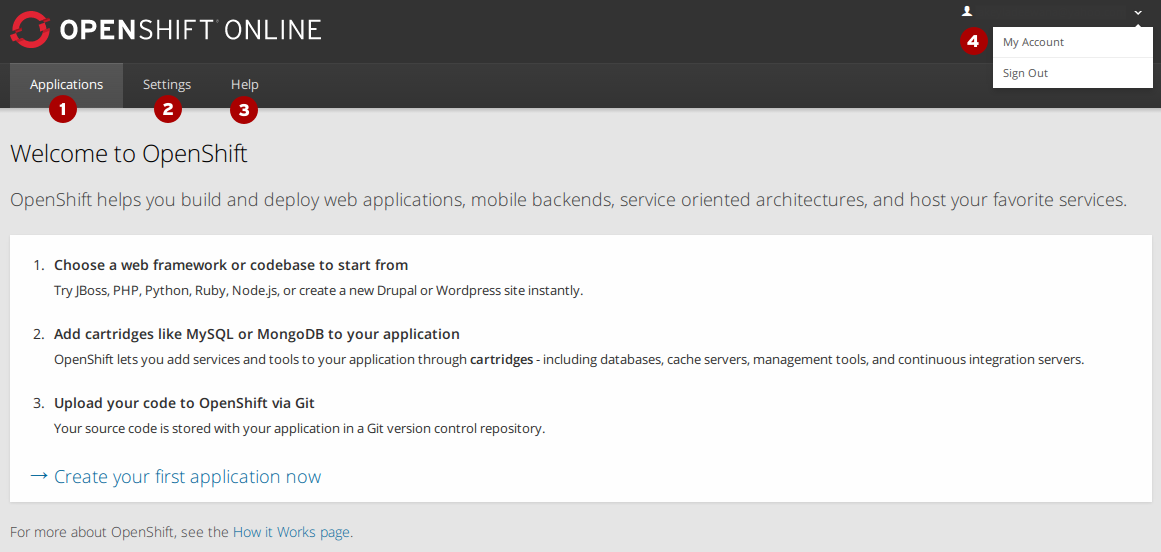 OPENSHIFT ONLINE
4
My Account
Sign Out
Applications Settings Help
1 2 3
Welcome to OpenShift
OpenShift helps you build and deploy web applications, mobile backends, service oriented architectures, and host your favorite services.
1. Choose a web framework or codebase to start from
Try JBoss, PHP, Python, Ruby, Node.js, or create a new Drupal or Wordpress site instantly.
2. Add cartridges like MySQL or MongoDB to your application
OpenShift lets you add services and tools to your application through cartridges - including databases, cache servers, management tools, and continuous integration servers.
3. Upload your code to OpenShift via Git
Your source code is stored with your application in a Git version control repository.
→ Create your first application now
For more about OpenShift, see the How it Works page.